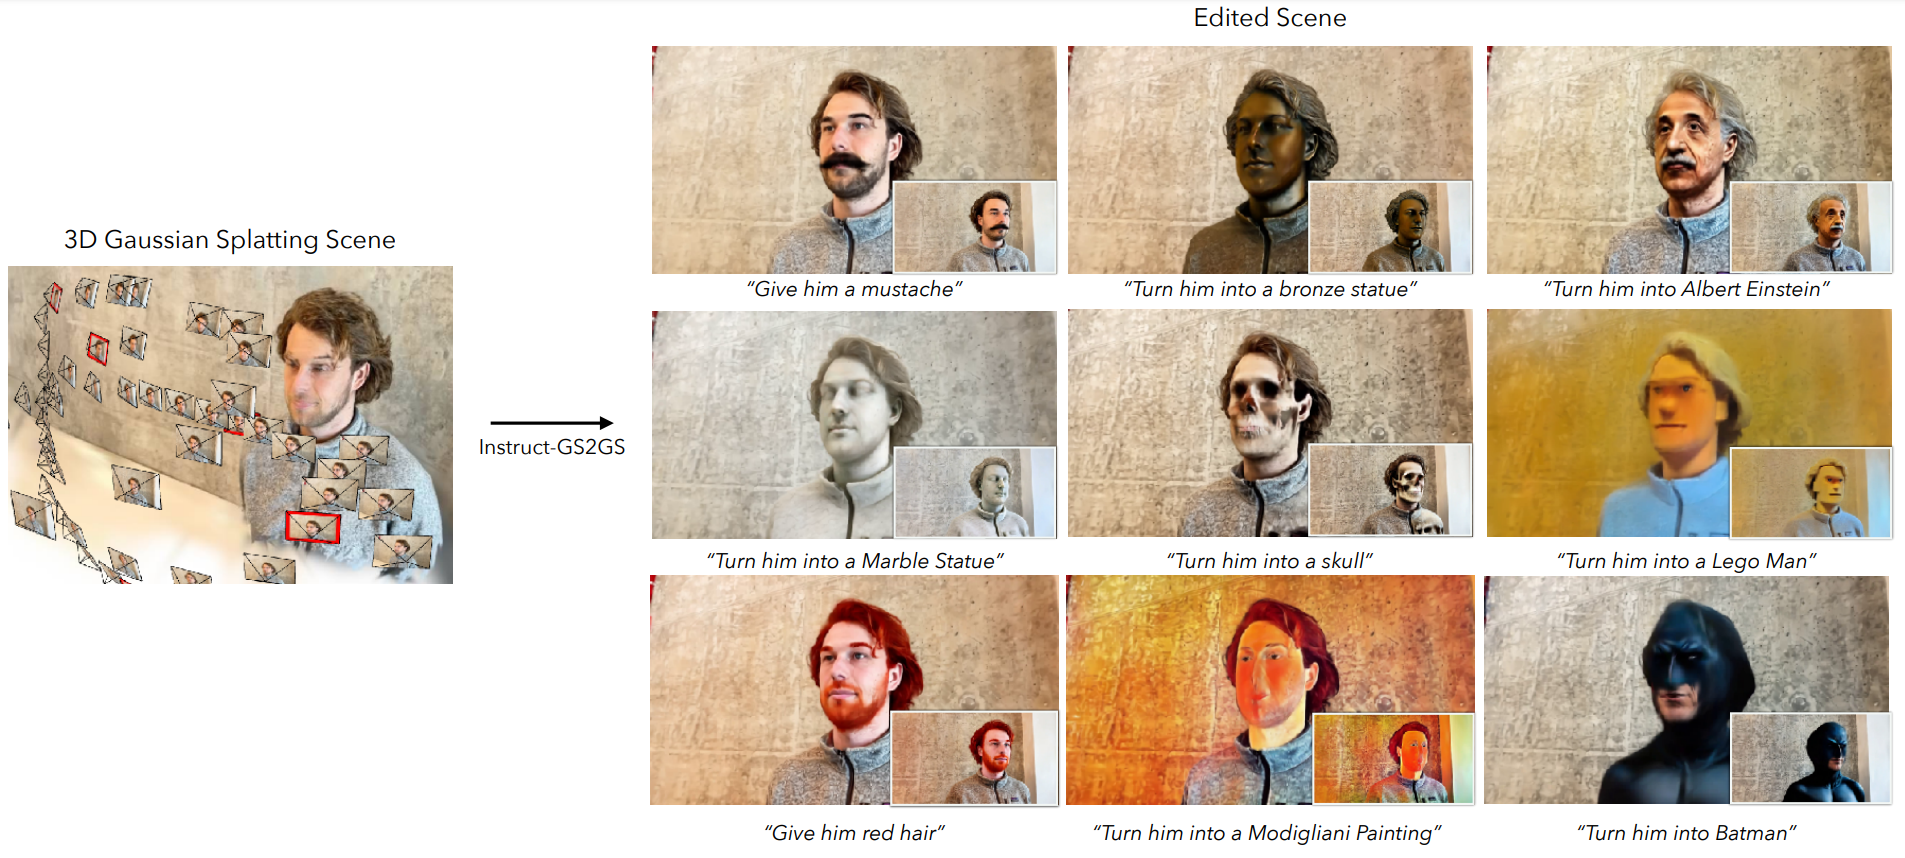 Edited Scene
3D Gaussian Splatting Scene
Instruct-GS2GS
“Give him a mustache”
“Turn him into a bronze statue”
“Turn him into Albert Einstein”
“Turn him into a Marble Statue”
“Turn him into a skull”
“Turn him into a Lego Man”
“Give him red hair”
“Turn him into a Modigliani Painting”
“Turn him into Batman”